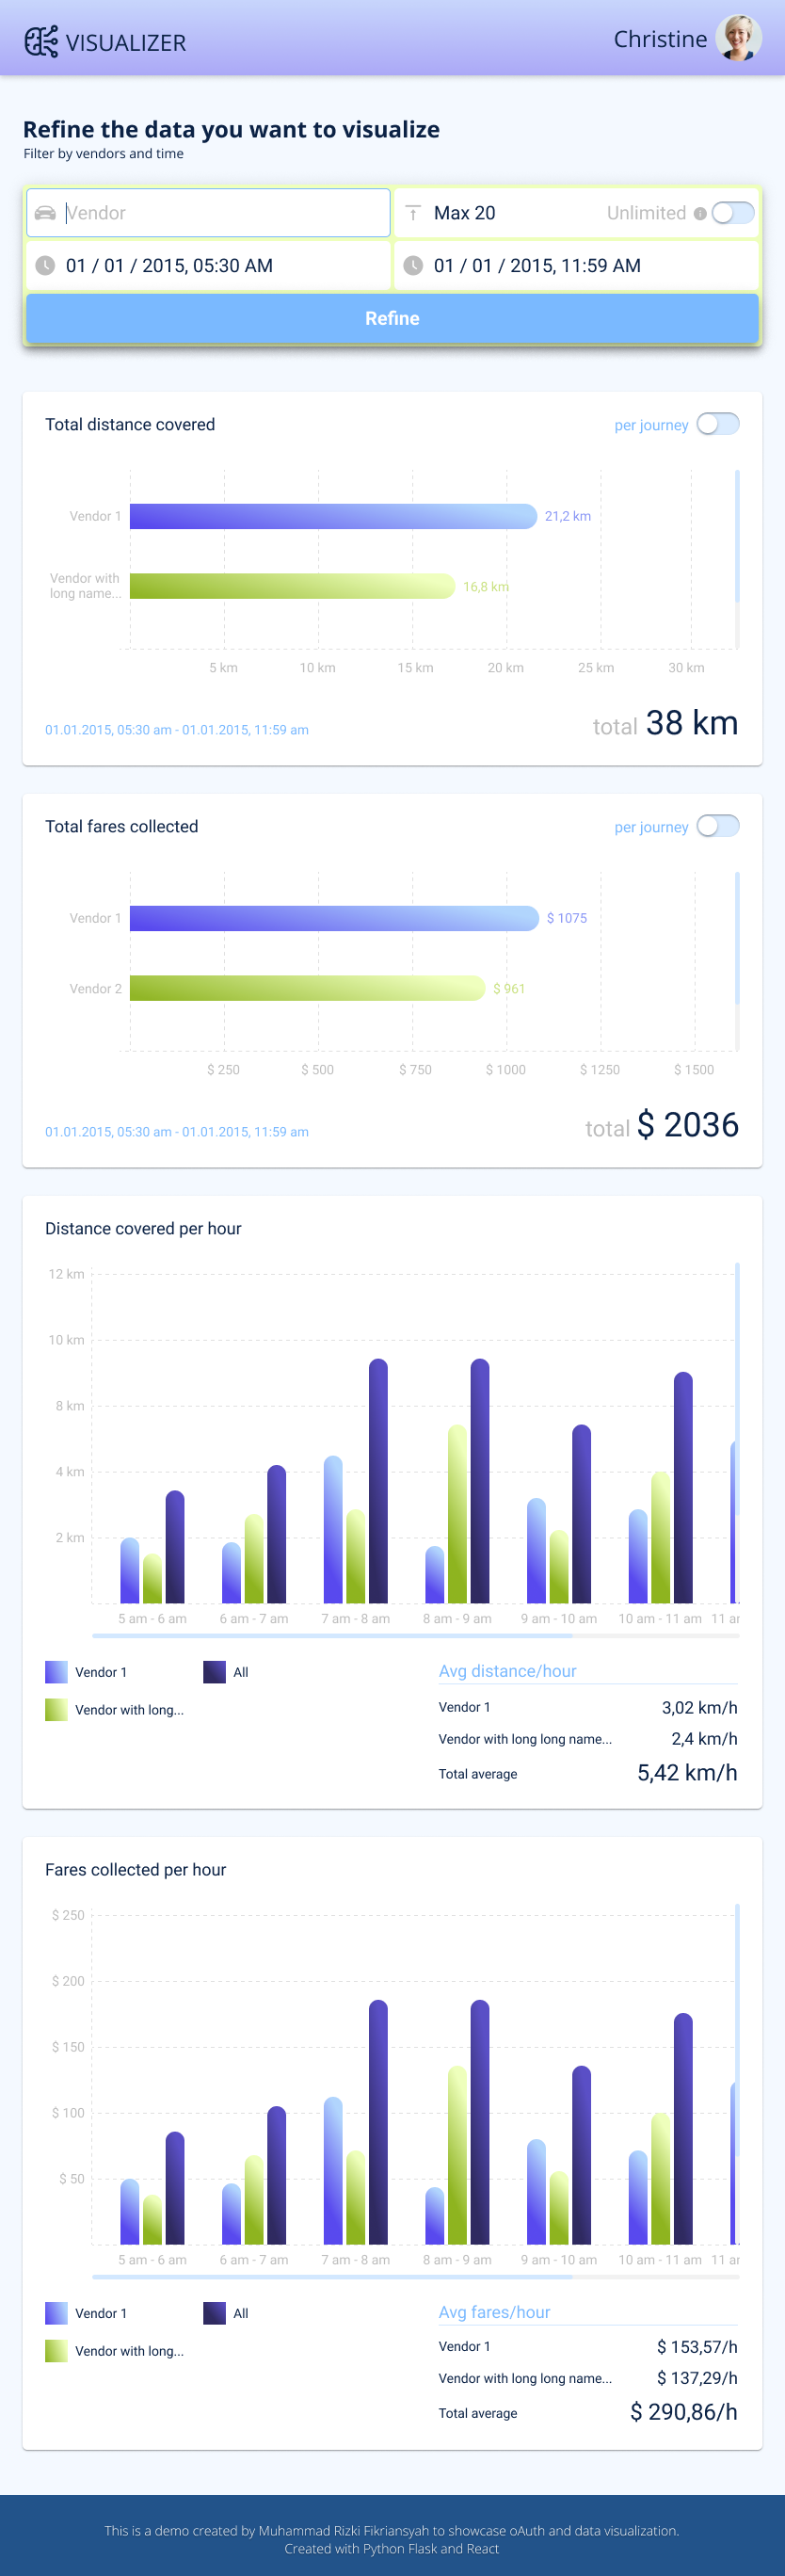 VISUALIZER
Christine
Refine the data you want to visualize
Filter by vendors and time
Vendor
Max 20
Unlimited
01 / 01 / 2015, 05:30 AM
01 / 01 / 2015, 11:59 AM
Refine
Total distance covered
per journey
Vendor 1
21,2 km
Vendor with
long name...
16,8 km
5 km 10 km 15 km 20 km 25 km 30 km
01.01.2015, 05:30 am - 01.01.2015, 11:59 am
total 38 km
Total fares collected
per journey
Vendor 1
$ 1075
Vendor 2
$ 961
$ 250 $ 500 $ 750 $ 1000 $ 1250 $ 1500
01.01.2015, 05:30 am - 01.01.2015, 11:59 am
total $ 2036
Distance covered per hour
12 km
10 km
8 km
4 km
2 km
5 am - 6 am 6 am - 7 am 7 am - 8 am 8 am - 9 am 9 am - 10 am 10 am - 11 am 11 ar
Vendor 1
All
Vendor with long...
Avg distance/hour
Vendor 1 3,02 km/h
Vendor with long long name... 2,4 km/h
Total average 5,42 km/h
Fares collected per hour
$ 250
$ 200
$ 150
$ 100
$ 50
5 am - 6 am 6 am - 7 am 7 am - 8 am 8 am - 9 am 9 am - 10 am 10 am - 11 am 11 ar
Vendor 1
All
Vendor with long...
Avg fares/hour
Vendor 1 $ 153,57/h
Vendor with long long name... $ 137,29/h
Total average $ 290,86/h
This is a demo created by Muhammad Rizki Fikriansyah to showcase oAuth and data visualization.
Created with Python Flask and React